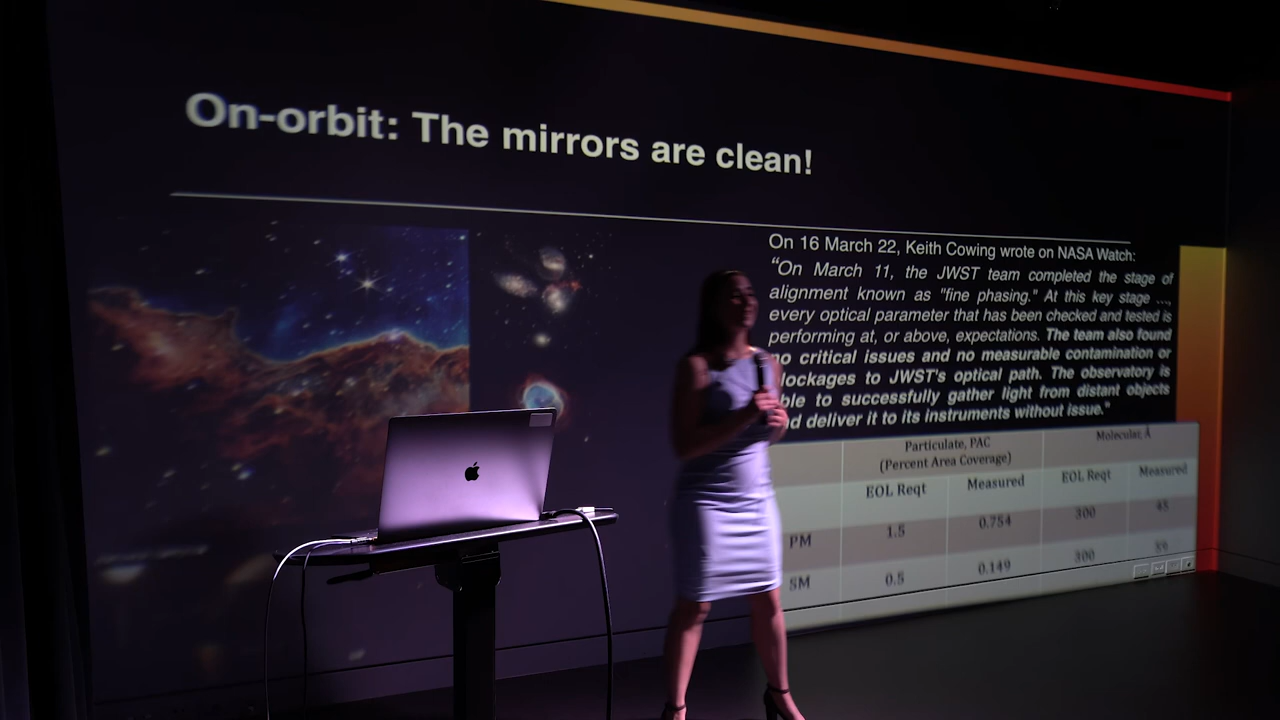 On-orbit: The mirrors are clean!
On 16 March 22, Keith Cowing wrote on NASA Watch:
“On March 11, the JWST team completed the stage of
alignment known as "fine phasing." At this key stage ...,
every optical parameter that has been checked and tested is
performing at, or above, expectations. The team also found
no critical issues and no measurable contamination or
lockages to JWST's optical path. The observatory is
ble to successfully gather light from distant objects
nd deliver it to its instruments without issue."
Particulate, PAC Molecular, Å
(Percent Area Coverage)
EOL Reqt Measured EOL Reqt Measured
PM 1.5 0.754 300 45
SM 0.5 0.149 300